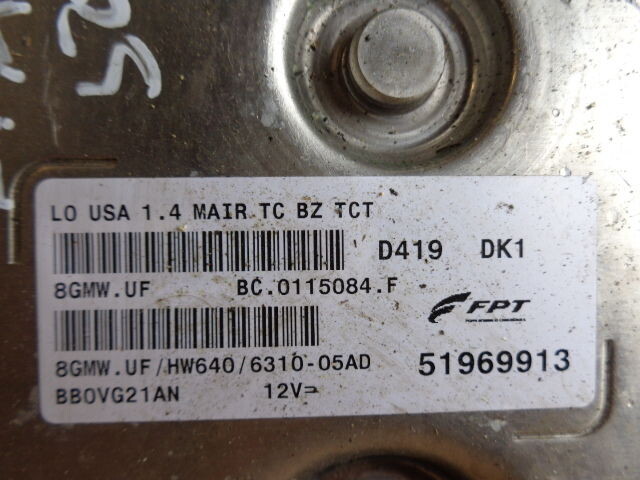 LO USA 1.4 MAIR TC BZ TCT
D419 DK1
8GMW.UF BC.0115084.F
FPT
8GMW.UF/HW640/6310-05AD 51969913
BB0VG21AN 12V